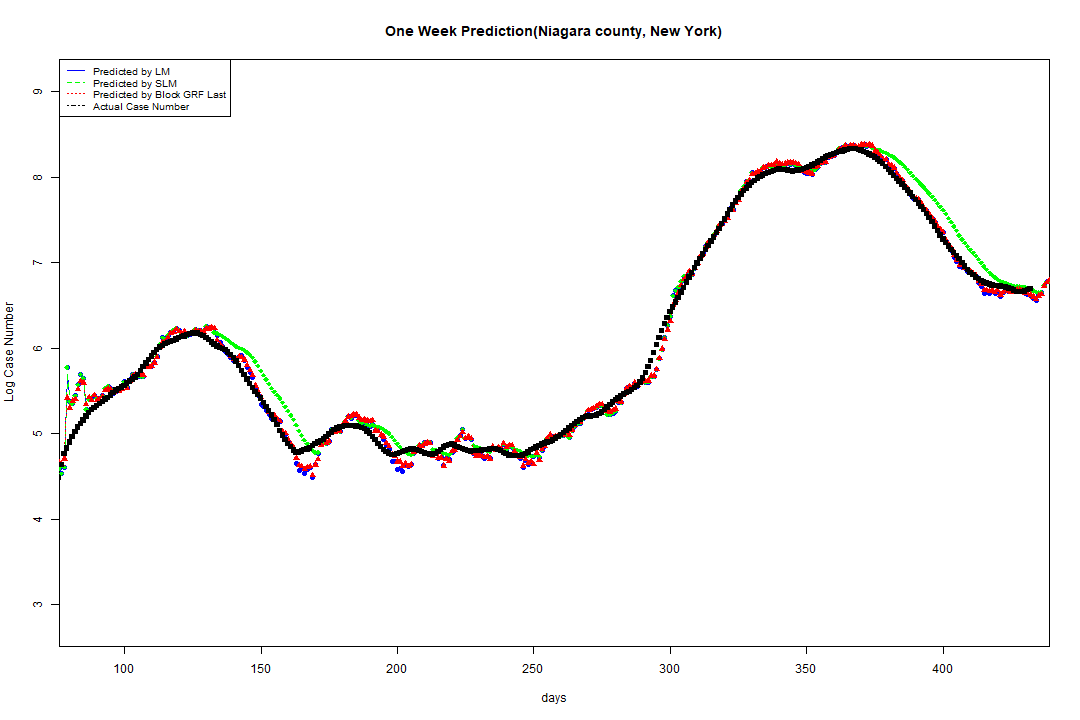 One Week Prediction(Niagara county, New York)
Predicted by LM
Predicted by SLM
Predicted by Block GRF Last
Actual Case Number
9
8
7
6
5
4
3
Log Case Number
100 150 200 250 300 350 400
days